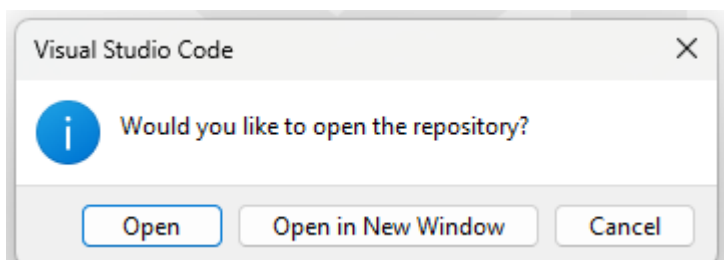 Visual Studio Code
Would you like to open the repository?
Open Open in New Window Cancel